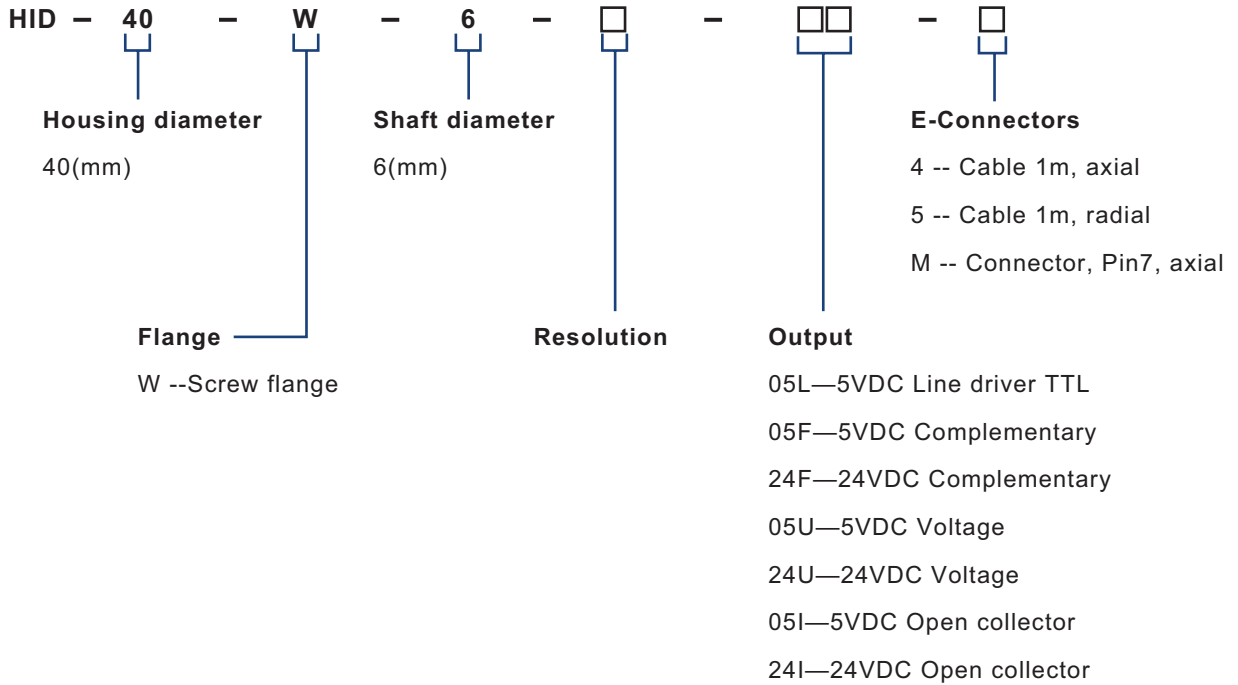 HID – 40 – W – 6 – □ – □□ – □
Housing diameter
40(mm)
Shaft diameter
6(mm)
E-Connectors
4 -- Cable 1m, axial
5 -- Cable 1m, radial
M -- Connector, Pin7, axial
Flange
W --Screw flange
Resolution
Output
05L—5VDC Line driver TTL
05F—5VDC Complementary
24F—24VDC Complementary
05U—5VDC Voltage
24U—24VDC Voltage
05I—5VDC Open collector
24I—24VDC Open collector